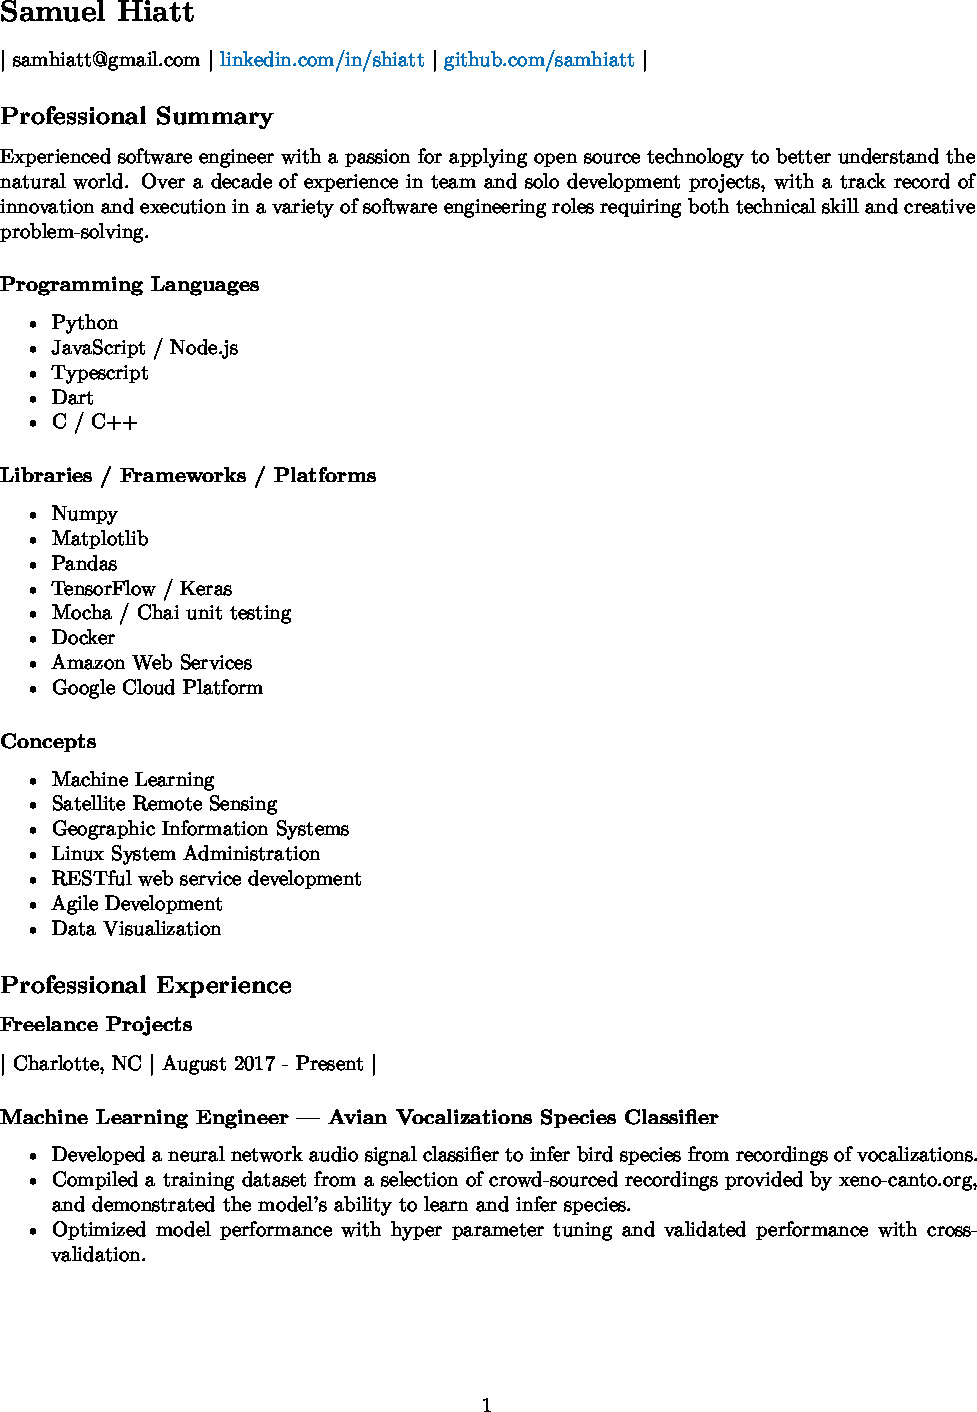 Samuel Hiatt
| samhiatt@gmail.com | linkedin.com/in/shiatt | github.com/samhiatt |
Professional Summary
Experienced software engineer with a passion for applying open source technology to better understand the
natural world. Over a decade of experience in team and solo development projects, with a track record of
innovation and execution in a variety of software engineering roles requiring both technical skill and creative
problem-solving.
Programming Languages
• Python
• JavaScript / Node.js
• Typescript
• Dart
• C / C++
Libraries / Frameworks / Platforms
• Numpy
• Matplotlib
• Pandas
• TensorFlow / Keras
• Mocha / Chai unit testing
• Docker
• Amazon Web Services
• Google Cloud Platform
Concepts
• Machine Learning
• Satellite Remote Sensing
• Geographic Information Systems
• Linux System Administration
• RESTful web service development
• Agile Development
• Data Visualization
Professional Experience
Freelance Projects
| Charlotte, NC | August 2017 - Present |
Machine Learning Engineer — Avian Vocalizations Species Classifier
• Developed a neural network audio signal classifier to infer bird species from recordings of vocalizations.
• Compiled a training dataset from a selection of crowd-sourced recordings provided by xeno-canto.org,
and demonstrated the model's ability to learn and infer species.
• Optimized model performance with hyper parameter tuning and validated performance with cross-
validation.
1